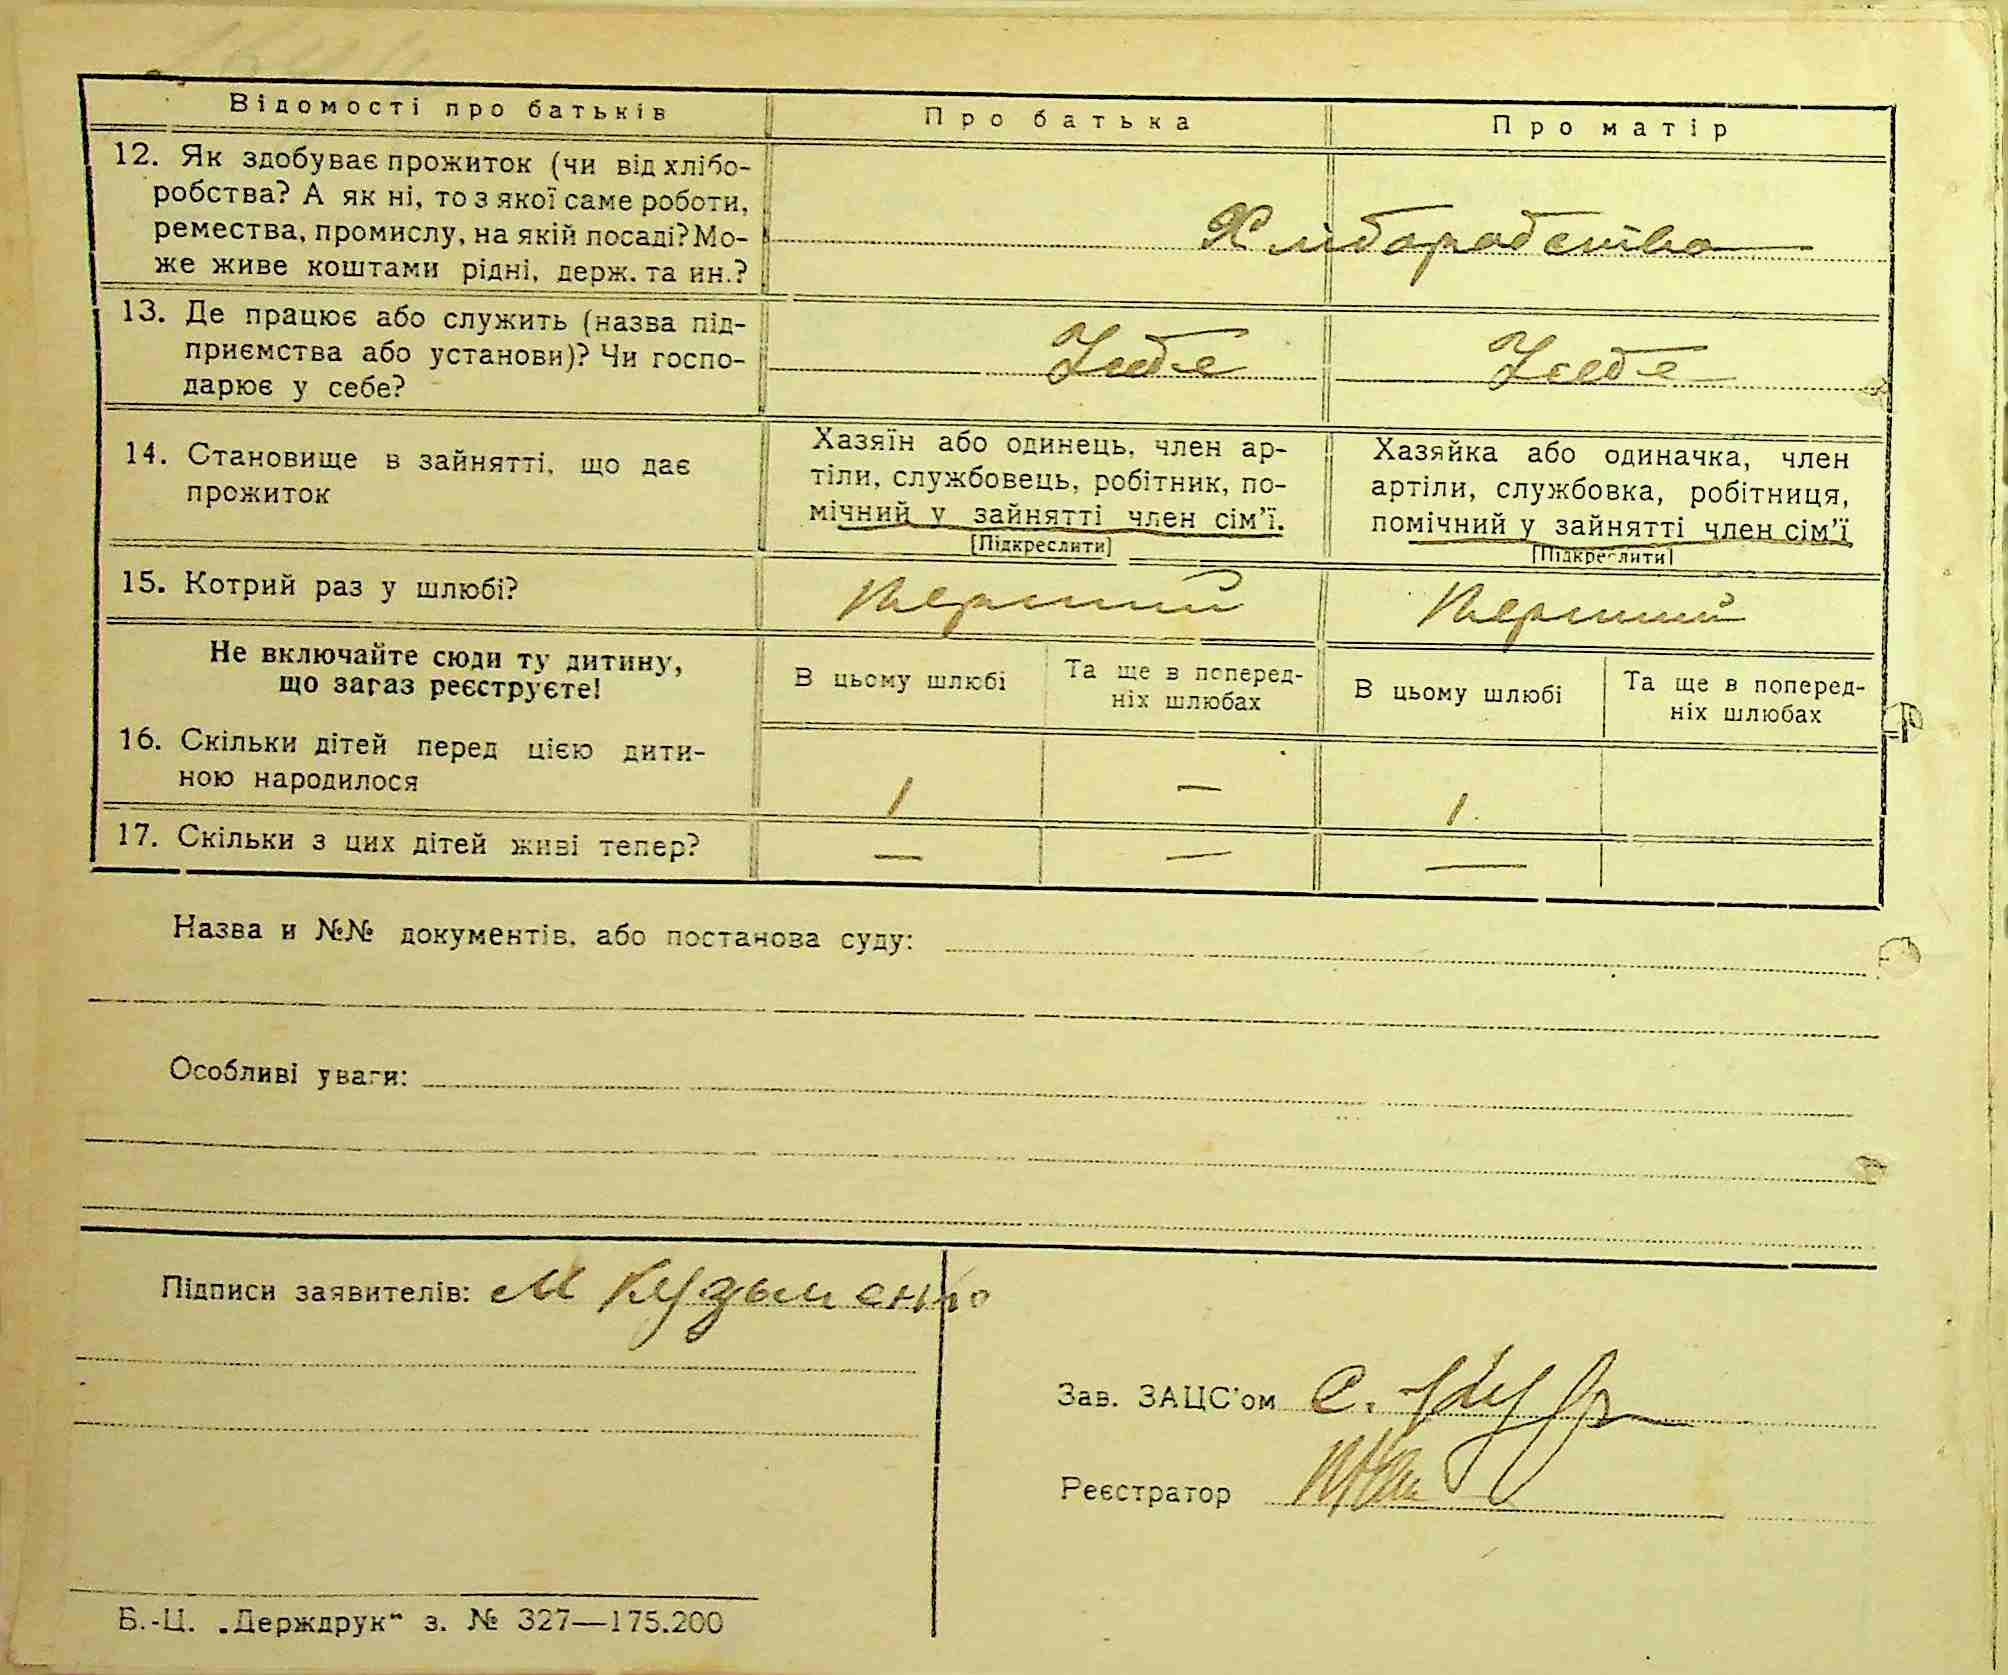 Відомості про батьків
Про батька
Про матір
12. Як здобуває прожиток (чи від хлібо-
робства? А як ні, то з якої саме роботи,
ремества, промислу, на якій посаді? Мо-
же живе коштами рідні, держ. та ин.?
Хліборобство
13. Де працює або служить (назва під-
приємства або установи)? Чи госпо-
дарює у себе?
Усебе
Усебе
14. Становище в зайнятті, що дає
прожиток
Хазяїн або одинець, член ар-
тіли, службовець, робітник, по-
мічний у зайнятті член сім'ї.
[Підкреслити]
Хазяйка або одиначка, член
артіли, службовка, робітниця,
помічний у зайнятті член сім'ї
[Підкреслити]
15. Котрий раз у шлюбі?
Перший
Перший
Не включайте сюди ту дитину,
що загаз реєструєте!
В цьому шлюбі
Та ще в поперед-
ніх шлюбах
В цьому шлюбі
Та ще в поперед-
ніх шлюбах
16. Скільки дітей перед цією дити-
ною народилося
1
—
1.
17. Скільки з цих дітей живі тепер?
—
—
—
Назва и №№ документів, або постанова суду:
Особливі уваги:
Підписи заявителів: М Кузьменко
Зав. ЗАЦС'ом С.
Реєстратор
Б.-Ц. „Держдрук" з. № 327—175.200